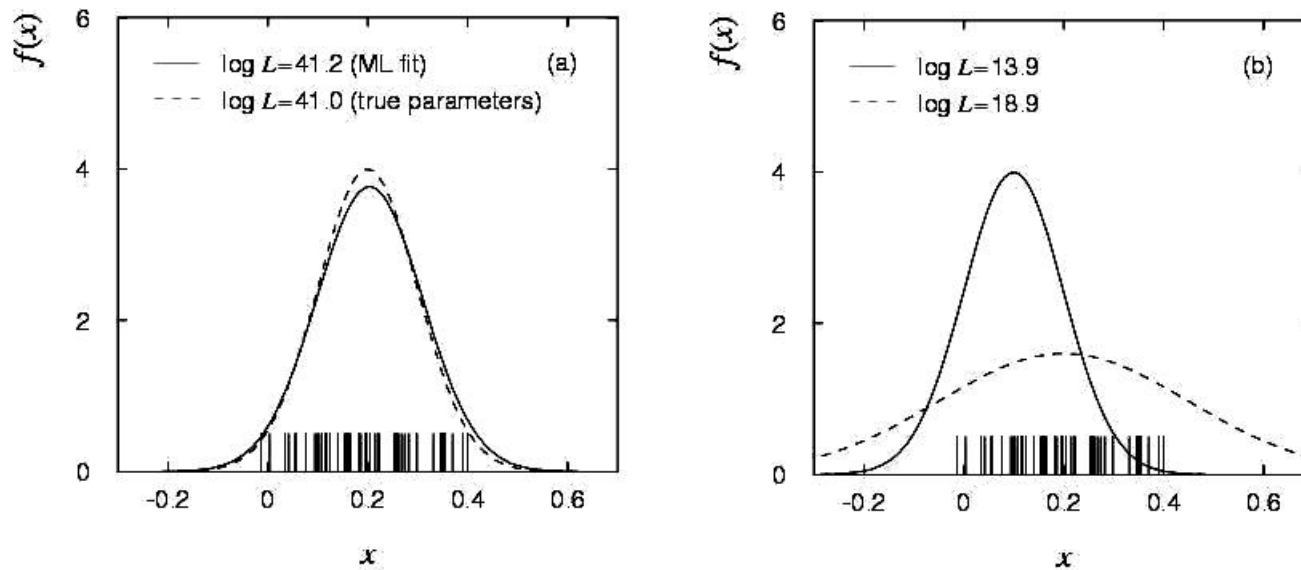 f(x)
6
log L=41.2 (ML fit)
(a)
log L=41.0 (true parameters)
4
2
0
-0.2 0 0.2 0.4 0.6
x
f(x)
6
log L=13.9
(b)
log L=18.9
4
2
0
-0.2 0 0.2 0.4 0.6
x